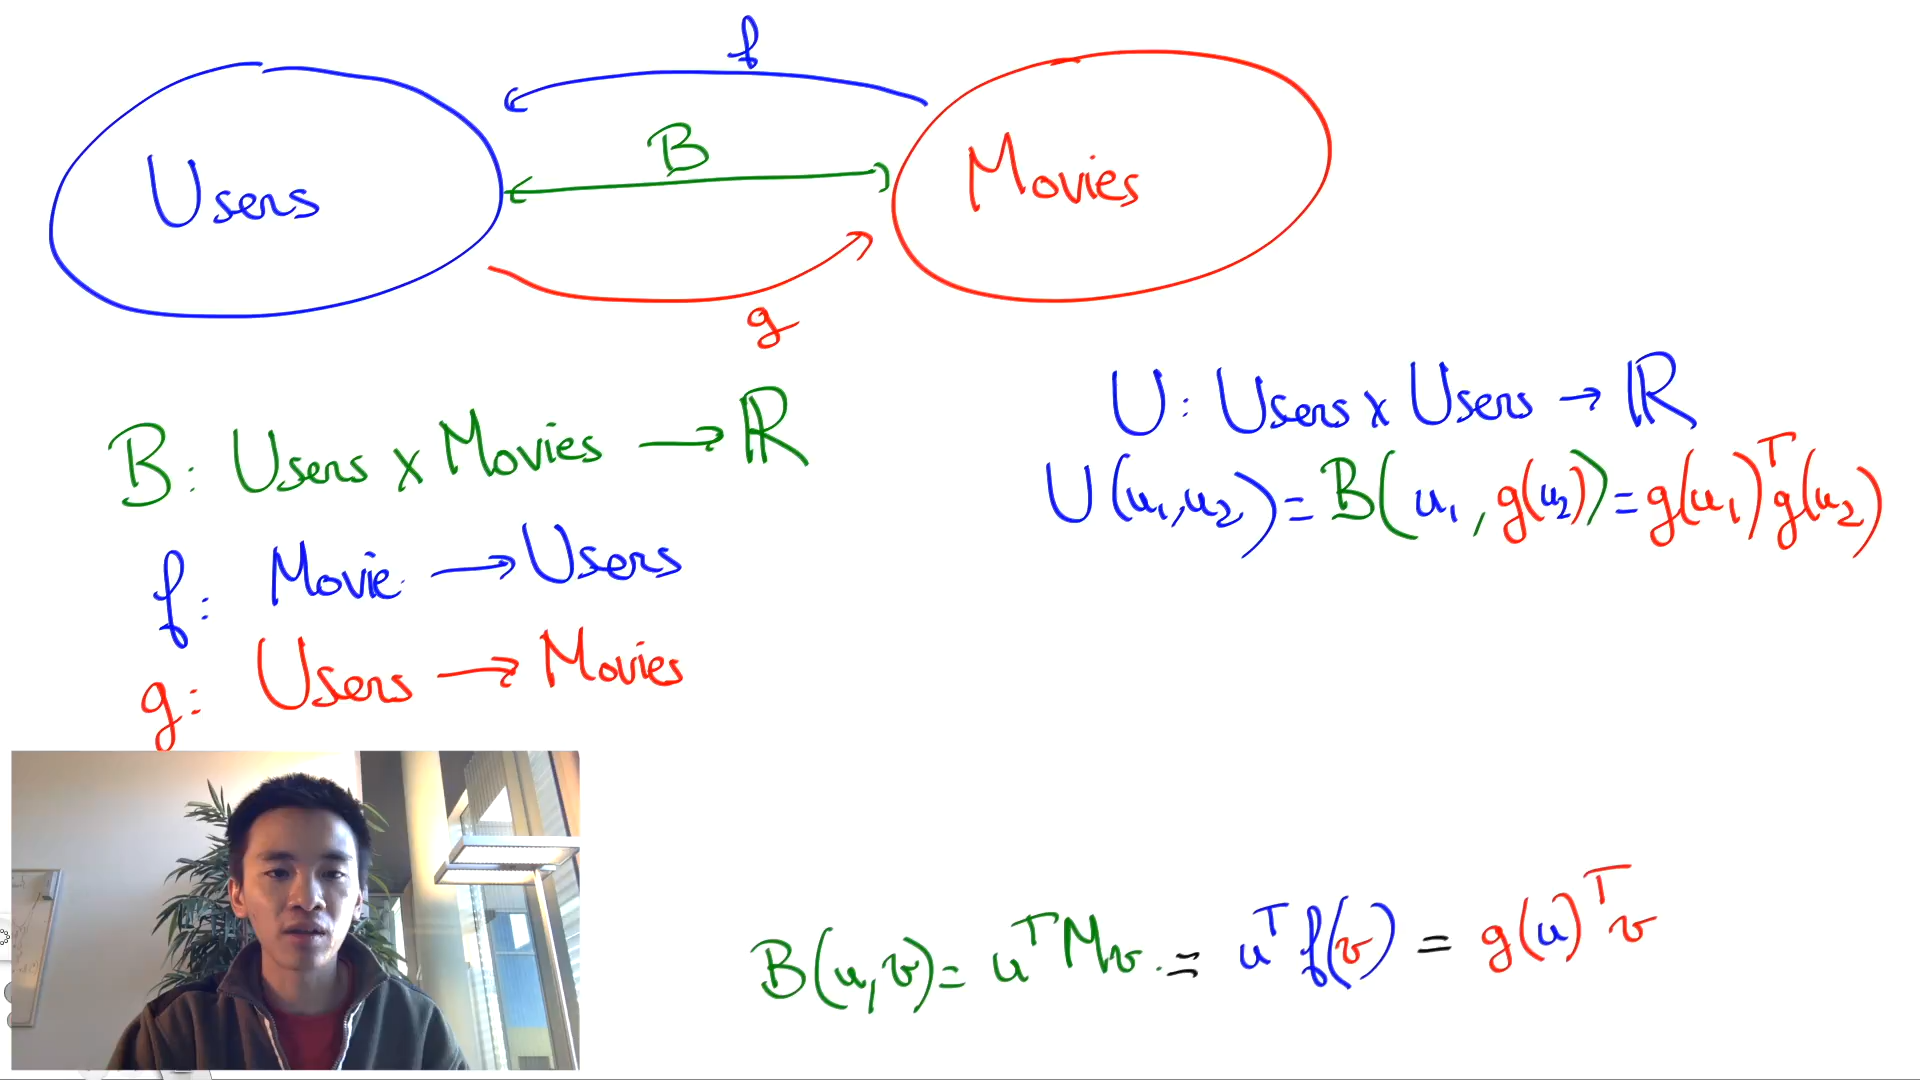 f
Users
B
Movies
g
B: Users x Movies → ℝ
f: Movie. → Users
g: Users → Movies
U: Users x Users → ℝ
U(u₁,u₂) = B(u₁, g(u₂)) = g(u₁)ᵀg(u₂)
B(u,v) = uᵀMv. = uᵀf(v) = g(u)ᵀv